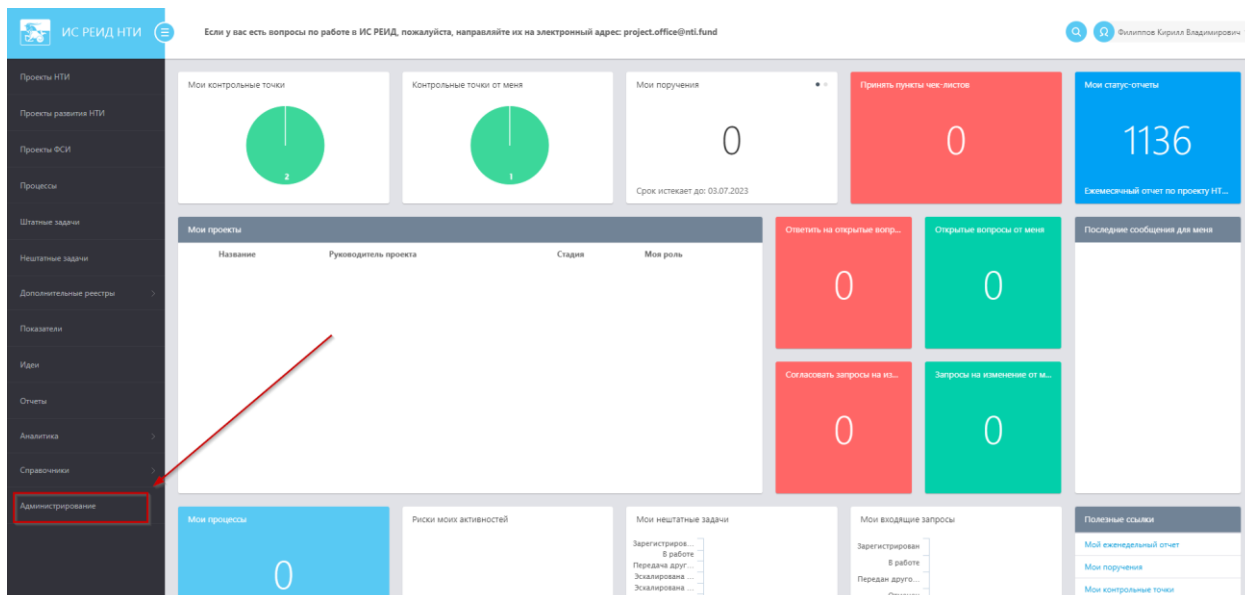 ИС РЕИД НТИ
Если у вас есть вопросы по работе в ИС РЕИД, пожалуйста, направляйте их на электронный адрес: project.office@nti.fund
Филиппов Кирилл Владимирович
Проекты НТИ
Проекты развития НТИ
Проекты ФСИ
Процессы
Штатные задачи
Нештатные задачи
Дополнительные реестры
Показатели
Идеи
Отчеты
Аналитика
Справочники
Администрирование
Мои контрольные точки
2
Контрольные точки от меня
1
Мои поручения
0
Срок истекает до: 03.07.2023
Принять пункты чек-листов
0
Мои статус-отчеты
1136
Ежемесячный отчет по проекту НТ...
Мои проекты
Название Руководитель проекта Стадия Моя роль
Ответить на открытые вопр...
0
Открытые вопросы от меня
0
Последние сообщения для меня
Согласовать запросы на из...
0
Запросы на изменение от м...
0
Мои процессы
0
Риски моих активностей
Мои нештатные задачи
Зарегистриров...
В работе
Передача друг...
Эскалирована ...
Эскалирована ...
Мои входящие запросы
Зарегистрирован
В работе
Передан друго...
Полезные ссылки
Мой еженедельный отчет
Мои поручения
Мои контрольные точки